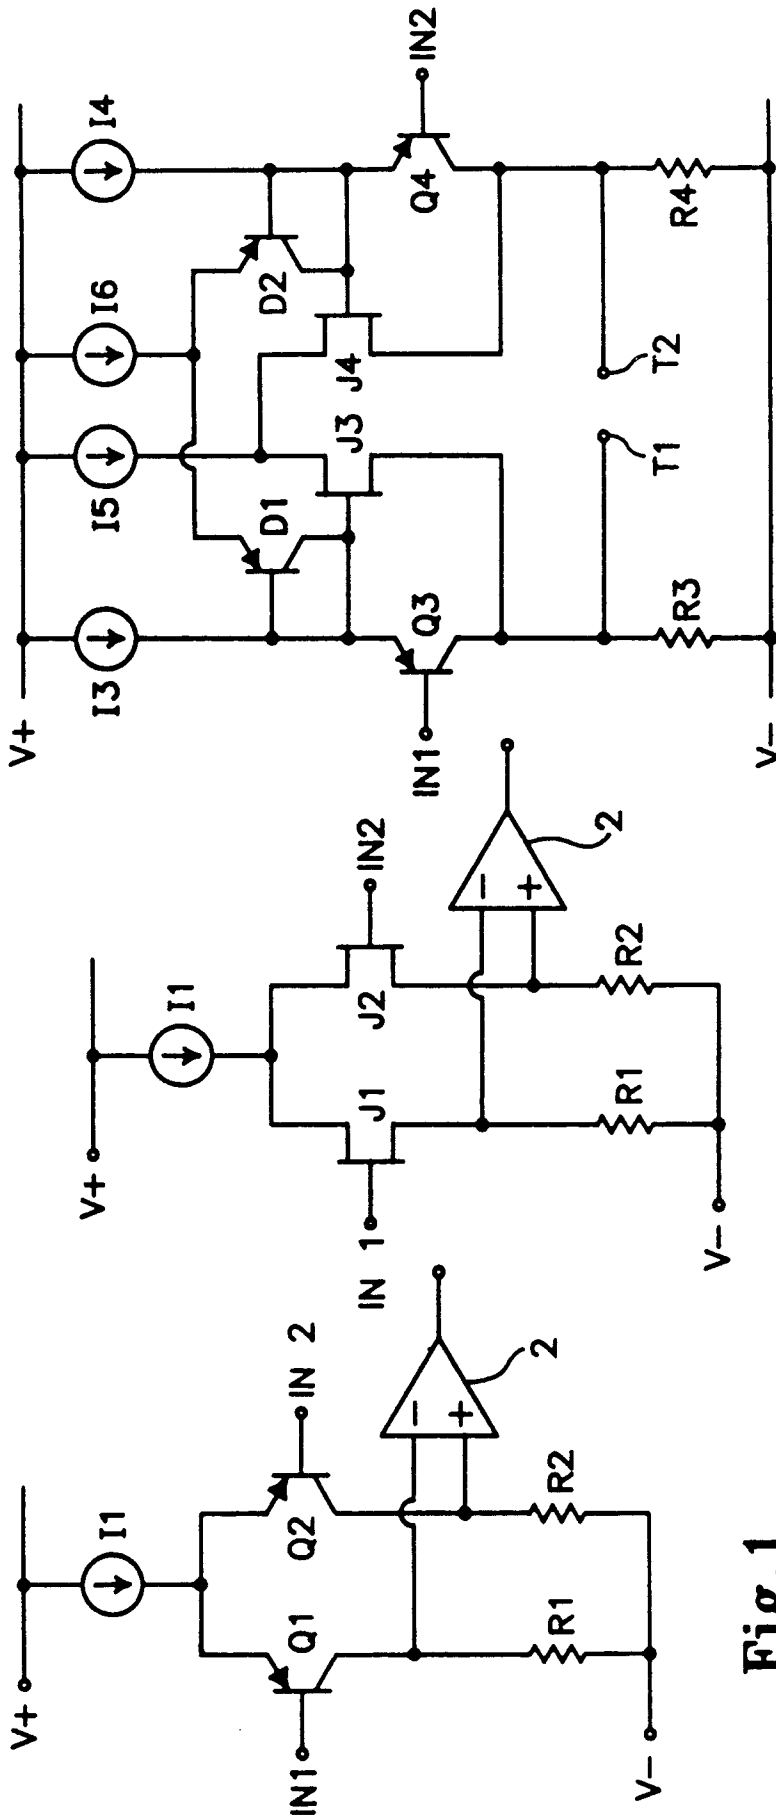 V+
I1
Q1
Q2
IN1
IN 2
2
−
+
R1
R2
V−
Fig. 1
V+
I1
J1
J2
IN 1
IN2
2
−
+
R1
R2
V−
V+
I3
I5
I6
I4
D1
D2
J3
J4
Q3
Q4
IN1
IN2
T1
T2
R3
R4
V−